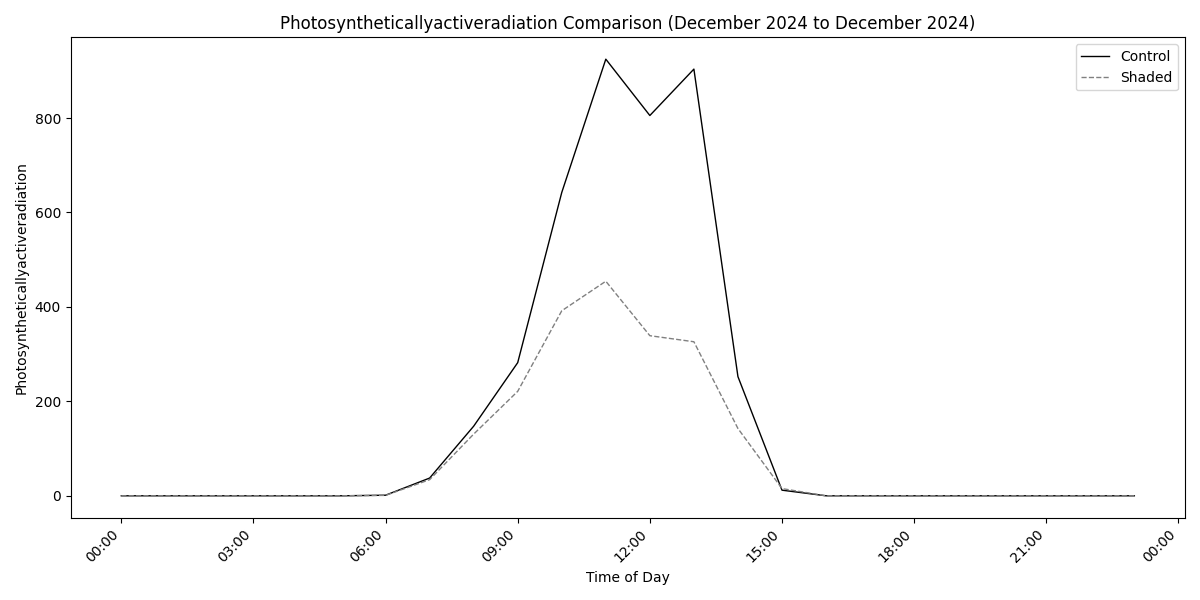 Photosyntheticallyactiveradiation Comparison (December 2024 to December 2024)
Control
Shaded
Photosyntheticallyactiveradiation
800
600
400
200
0
00:00
03:00
06:00
09:00
12:00
15:00
18:00
21:00
00:00
Time of Day